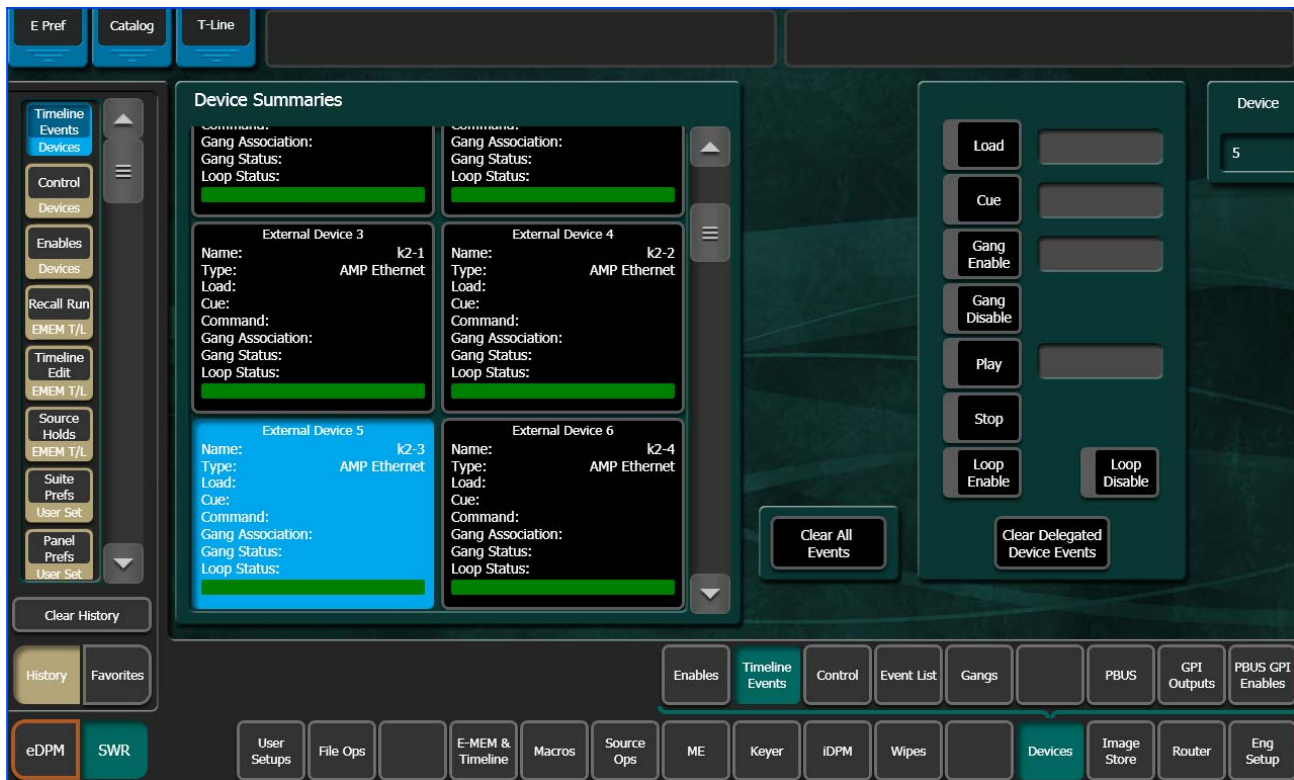 E Pref
Catalog
T-Line
Timeline
Events
Devices
Control
Devices
Enables
Devices
Recall Run
EMEM T/L
Timeline
Edit
EMEM T/L
Source
Holds
EMEM T/L
Suite
Prefs
User Set
Panel
Prefs
User Set
Clear History
History
Favorites
Device Summaries
Command:
Gang Association:
Gang Status:
Loop Status:
Command:
Gang Association:
Gang Status:
Loop Status:
External Device 3
Name: k2-1
Type: AMP Ethernet
Load:
Cue:
Command:
Gang Association:
Gang Status:
Loop Status:
External Device 4
Name: k2-2
Type: AMP Ethernet
Load:
Cue:
Command:
Gang Association:
Gang Status:
Loop Status:
External Device 5
Name: k2-3
Type: AMP Ethernet
Load:
Cue:
Command:
Gang Association:
Gang Status:
Loop Status:
External Device 6
Name: k2-4
Type: AMP Ethernet
Load:
Cue:
Command:
Gang Association:
Gang Status:
Loop Status:
Clear All
Events
Load
Cue
Gang
Enable
Gang
Disable
Play
Stop
Loop
Enable
Loop
Disable
Clear Delegated
Device Events
Device
5
Enables
Timeline
Events
Control
Event List
Gangs
PBUS
GPI
Outputs
PBUS GPI
Enables
eDPM
SWR
User
Setups
File Ops
E-MEM &
Timeline
Macros
Source
Ops
ME
Keyer
iDPM
Wipes
Devices
Image
Store
Router
Eng
Setup